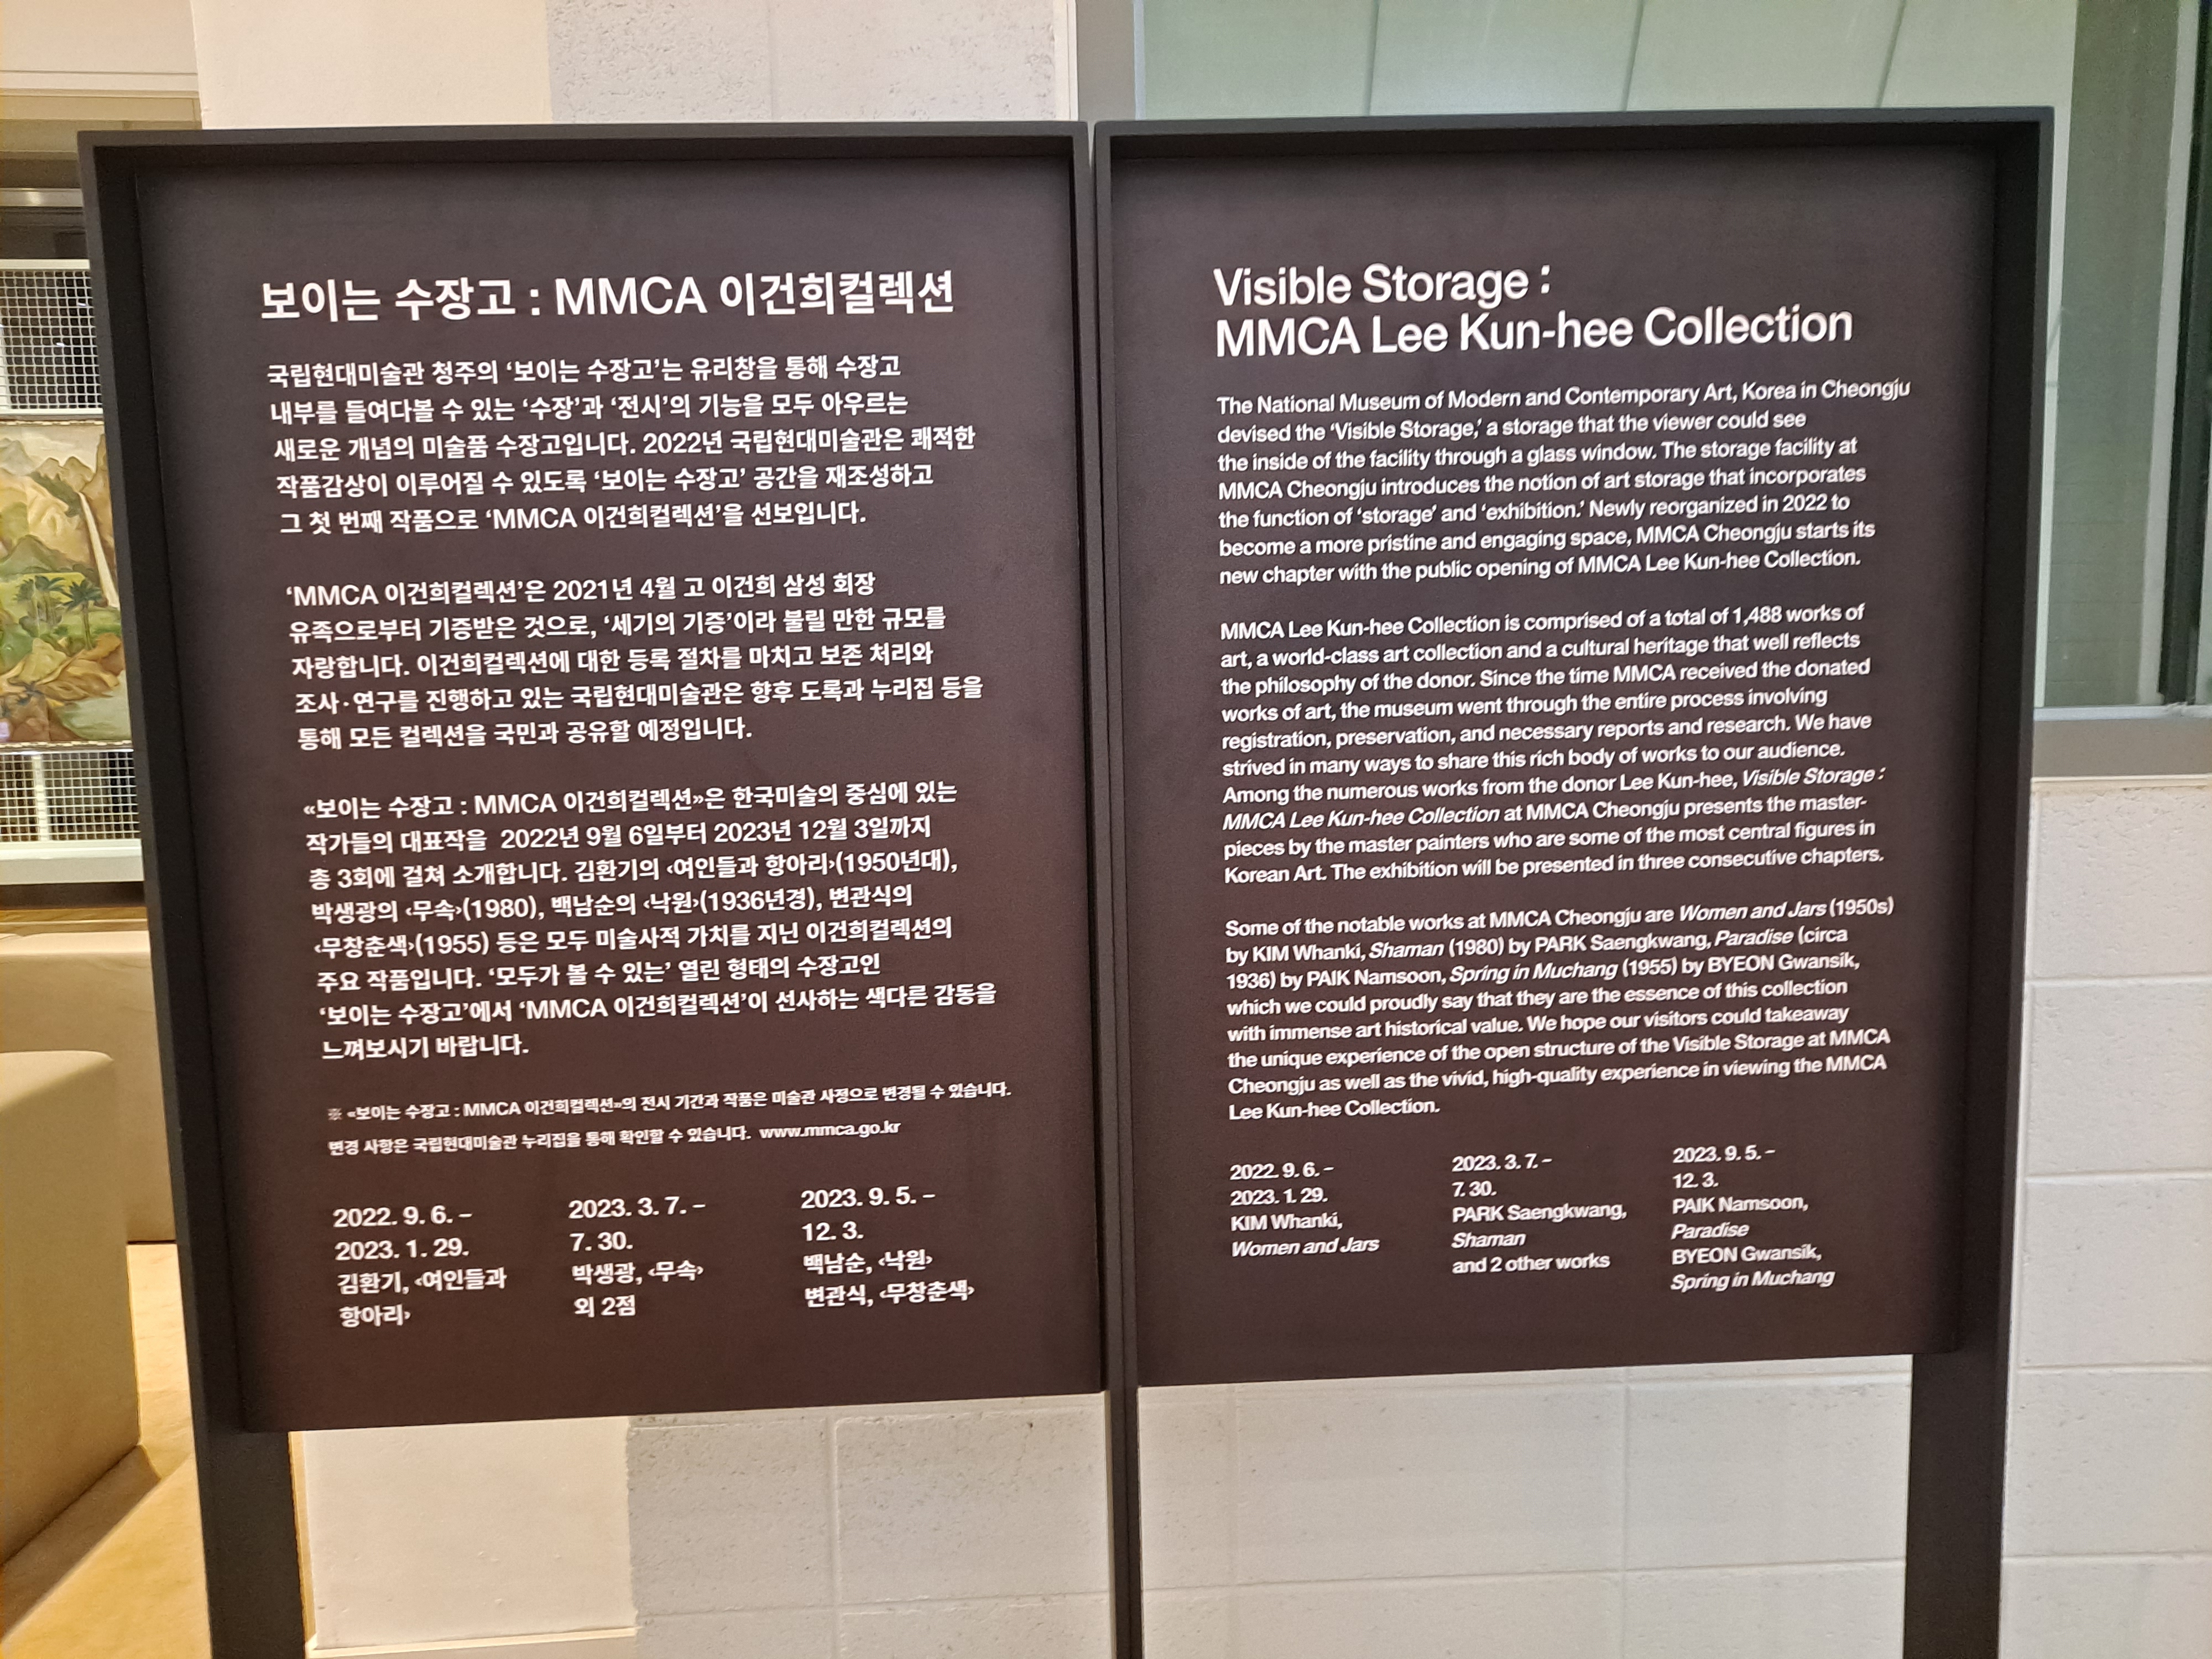 보이는 수장고 : MMCA 이건희컬렉션
국립현대미술관 청주의 ‘보이는 수장고’는 유리창을 통해 수장고
내부를 들여다볼 수 있는 ‘수장’과 ‘전시’의 기능을 모두 아우르는
새로운 개념의 미술품 수장고입니다. 2022년 국립현대미술관은 쾌적한
작품감상이 이루어질 수 있도록 ‘보이는 수장고’ 공간을 재조성하고
그 첫 번째 작품으로 ‘MMCA 이건희컬렉션’을 선보입니다.
‘MMCA 이건희컬렉션’은 2021년 4월 고 이건희 삼성 회장
유족으로부터 기증받은 것으로, ‘세기의 기증’이라 불릴 만한 규모를
자랑합니다. 이건희컬렉션에 대한 등록 절차를 마치고 보존 처리와
조사·연구를 진행하고 있는 국립현대미술관은 향후 도록과 누리집 등을
통해 모든 컬렉션을 국민과 공유할 예정입니다.
«보이는 수장고 : MMCA 이건희컬렉션»은 한국미술의 중심에 있는
작가들의 대표작을 2022년 9월 6일부터 2023년 12월 3일까지
총 3회에 걸쳐 소개합니다. 김환기의 ‹여인들과 항아리›(1950년대),
박생광의 ‹무속›(1980), 백남순의 ‹낙원›(1936년경), 변관식의
‹무창춘색›(1955) 등은 모두 미술사적 가치를 지닌 이건희컬렉션의
주요 작품입니다. ‘모두가 볼 수 있는’ 열린 형태의 수장고인
‘보이는 수장고’에서 ‘MMCA 이건희컬렉션’이 선사하는 색다른 감동을
느껴보시기 바랍니다.
※ «보이는 수장고 : MMCA 이건희컬렉션»의 전시 기간과 작품은 미술관 사정으로 변경될 수 있습니다.
변경 사항은 국립현대미술관 누리집을 통해 확인할 수 있습니다. www.mmca.go.kr
2022. 9. 6. –
2023. 1. 29.
김환기, ‹여인들과
항아리›
2023. 3. 7. –
7. 30.
박생광, ‹무속›
외 2점
2023. 9. 5. –
12. 3.
백남순, ‹낙원›
변관식, ‹무창춘색›
Visible Storage :
MMCA Lee Kun-hee Collection
The National Museum of Modern and Contemporary Art, Korea in Cheongju
devised the ‘Visible Storage,’ a storage that the viewer could see
the inside of the facility through a glass window. The storage facility at
MMCA Cheongju introduces the notion of art storage that incorporates
the function of ‘storage’ and ‘exhibition.’ Newly reorganized in 2022 to
become a more pristine and engaging space, MMCA Cheongju starts its
new chapter with the public opening of MMCA Lee Kun-hee Collection.
MMCA Lee Kun-hee Collection is comprised of a total of 1,488 works of
art, a world-class art collection and a cultural heritage that well reflects
the philosophy of the donor. Since the time MMCA received the donated
works of art, the museum went through the entire process involving
registration, preservation, and necessary reports and research. We have
strived in many ways to share this rich body of works to our audience.
Among the numerous works from the donor Lee Kun-hee, Visible Storage :
MMCA Lee Kun-hee Collection at MMCA Cheongju presents the master-
pieces by the master painters who are some of the most central figures in
Korean Art. The exhibition will be presented in three consecutive chapters.
Some of the notable works at MMCA Cheongju are Women and Jars (1950s)
by KIM Whanki, Shaman (1980) by PARK Saengkwang, Paradise (circa
1936) by PAIK Namsoon, Spring in Muchang (1955) by BYEON Gwansik,
which we could proudly say that they are the essence of this collection
with immense art historical value. We hope our visitors could takeaway
the unique experience of the open structure of the Visible Storage at MMCA
Cheongju as well as the vivid, high-quality experience in viewing the MMCA
Lee Kun-hee Collection.
2022. 9. 6. –
2023. 1. 29.
KIM Whanki,
Women and Jars
2023. 3. 7. –
7. 30.
PARK Saengkwang,
Shaman
and 2 other works
2023. 9. 5. –
12. 3.
PAIK Namsoon,
Paradise
BYEON Gwansik,
Spring in Muchang